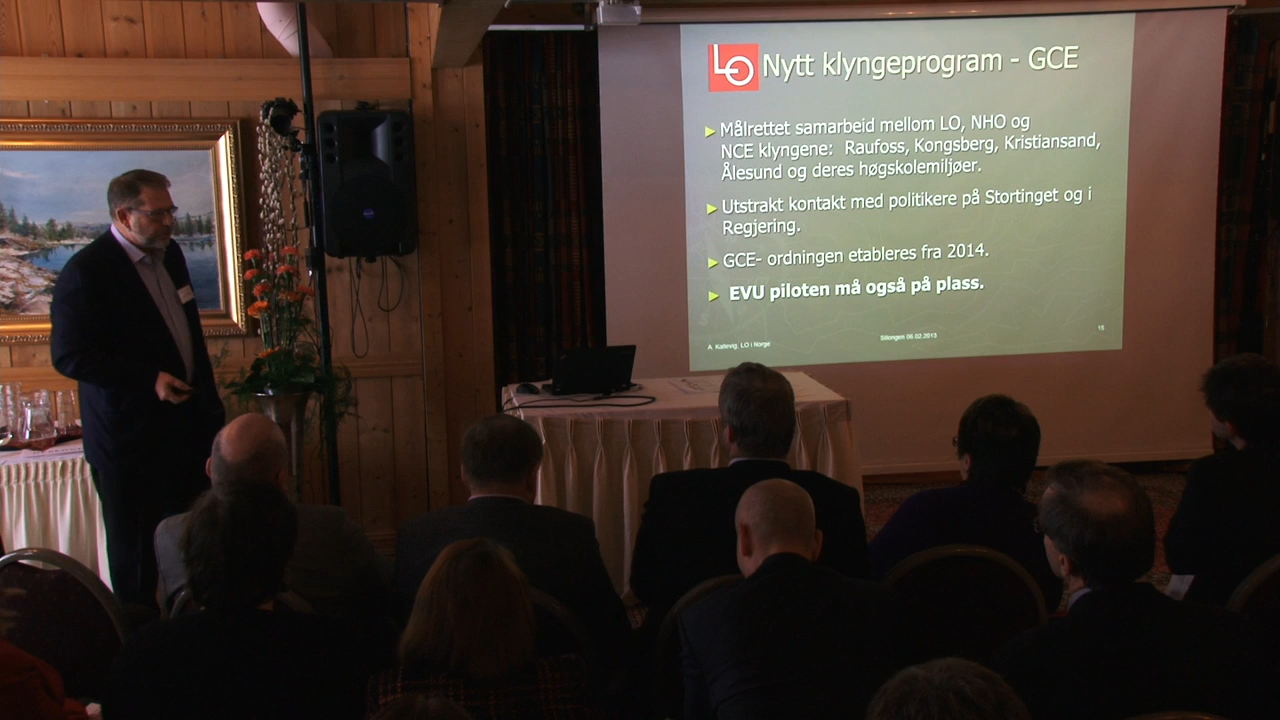 LO Nytt klyngeprogram - GCE
Målrettet samarbeid mellom LO, NHO og
NCE klyngene: Raufoss, Kongsberg, Kristiansand,
Ålesund og deres høgskolemiljøer.
Utstrakt kontakt med politikere på Stortinget og i
Regjering.
GCE- ordningen etableres fra 2014.
EVU piloten må også på plass.
A. Kallevig, LO i Norge
Sillongen 06.02.2013
15